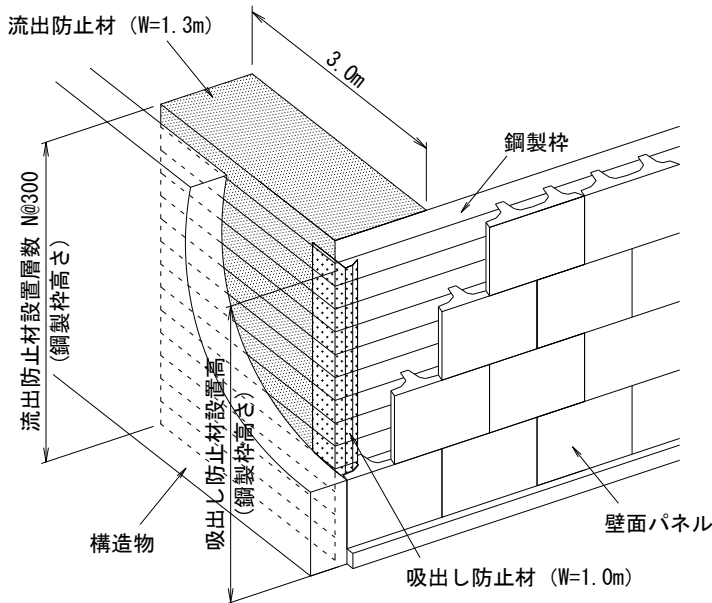 流出防止材 (W=1.3m)
3.0m
鋼製枠
流出防止材設置層数 N@300
(鋼製枠高さ)
吸出し防止材設置高
(鋼製枠高さ)
構造物
壁面パネル
吸出し防止材 (W=1.0m)